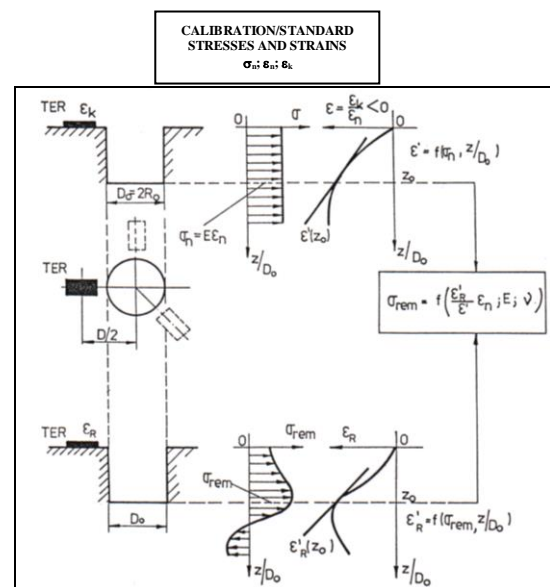 CALIBRATION/STANDARD
STRESSES AND STRAINS
σₙ; εₙ; εₖ
TER εₖ
0 σ
ε = εₖ/εₙ < 0
0
ε' = f(σₙ, z/D₀)
D₀=2R₀
z₀
σₙ = Eεₙ
ε'(z₀)
z/D₀
z/D₀
TER
D/2
σrem = f(ε'R/ε' εₙ ; E ; ν.)
TER εR
0 σrem
εR 0
σrem
z₀
D₀
ε'R(z₀)
ε'R = f(σrem, z/D₀)
z/D₀
z/D₀